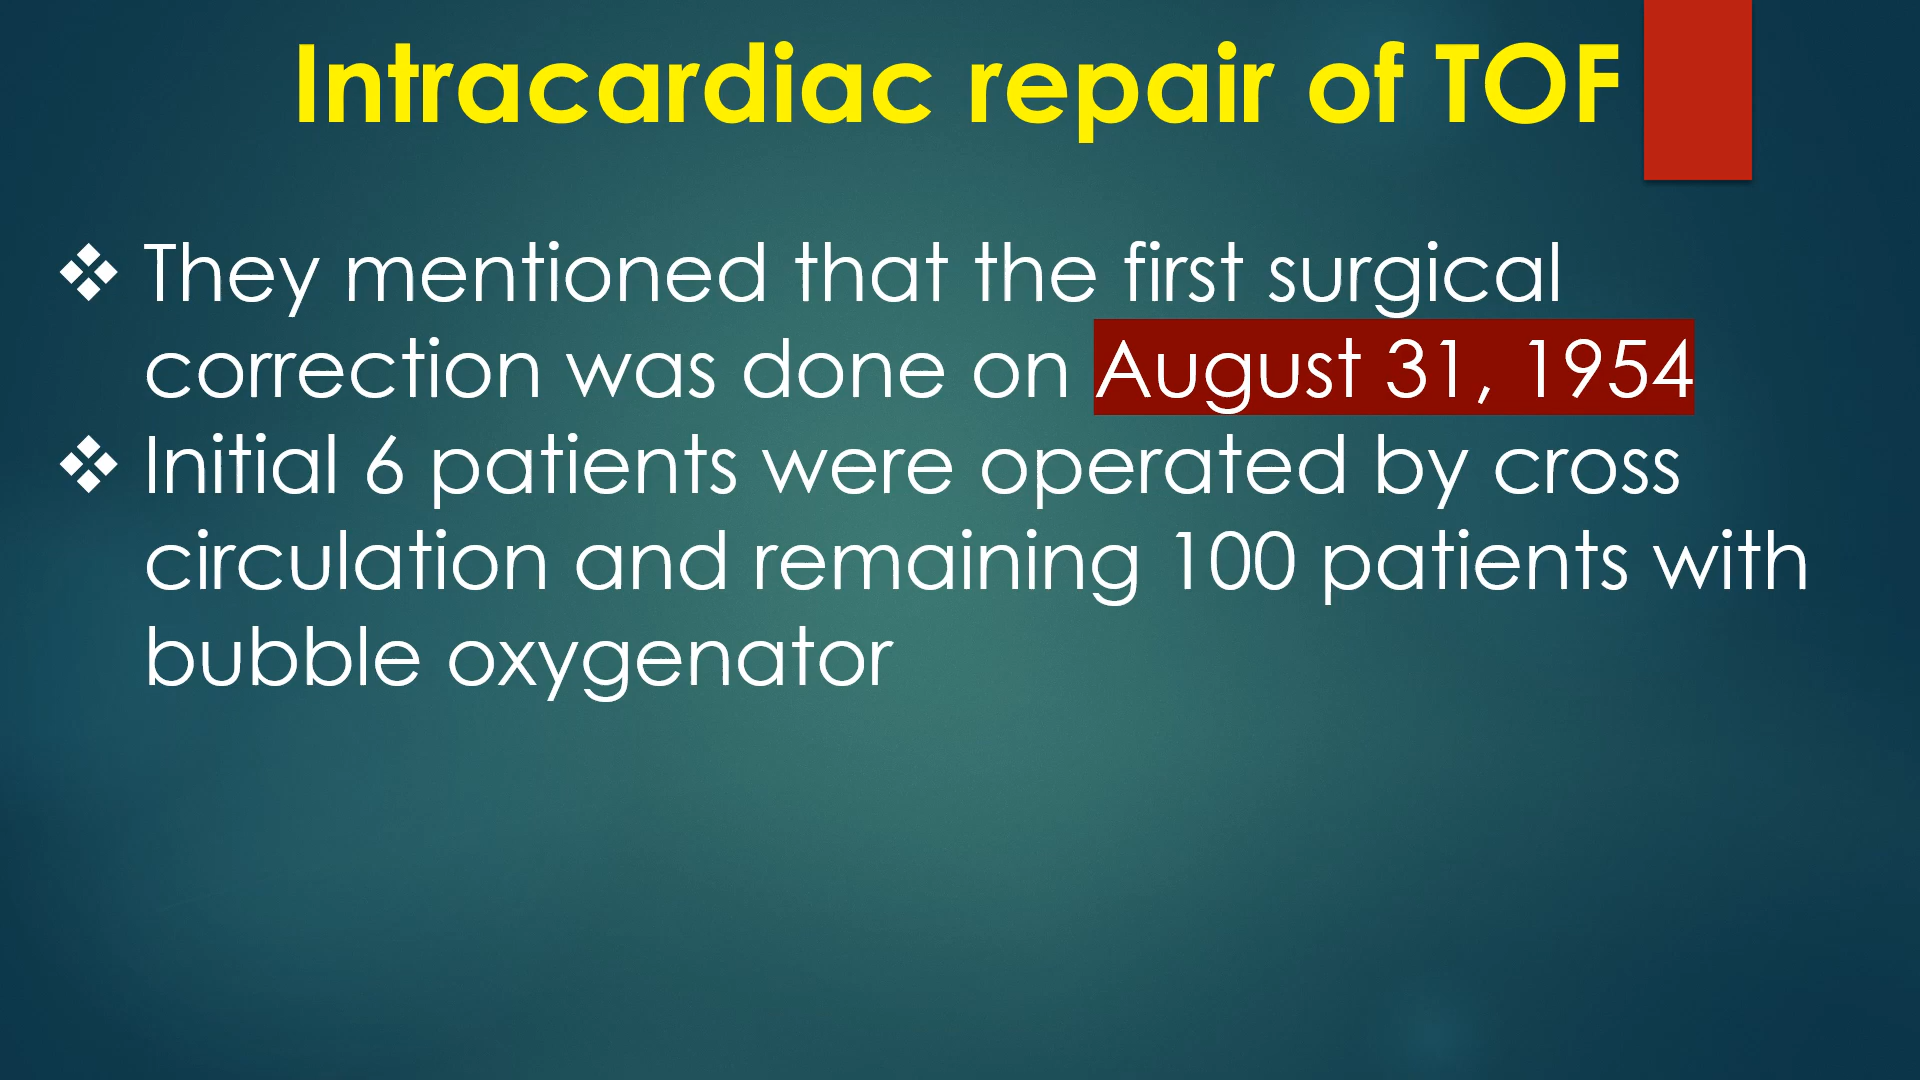 Intracardiac repair of TOF
❖ They mentioned that the first surgical
correction was done on August 31, 1954
❖ Initial 6 patients were operated by cross
circulation and remaining 100 patients with
bubble oxygenator